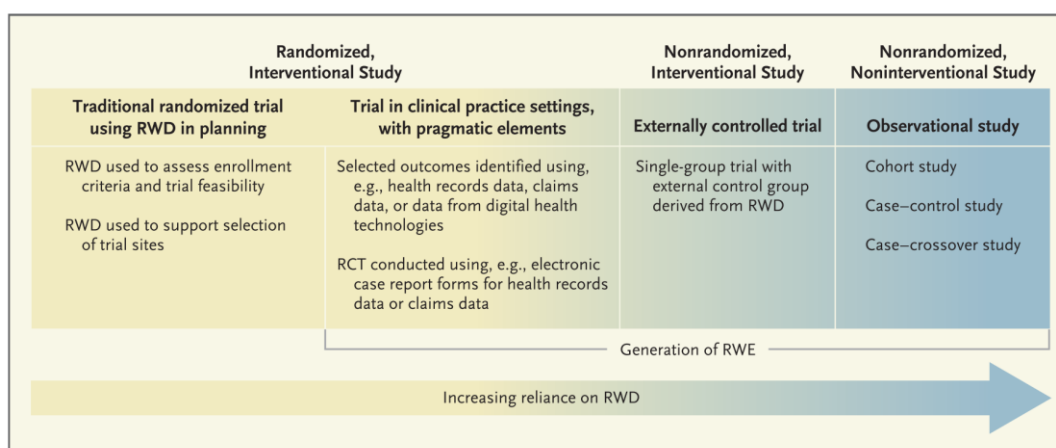 Randomized,
Interventional Study
Nonrandomized,
Interventional Study
Nonrandomized,
Noninterventional Study
Traditional randomized trial
using RWD in planning
Trial in clinical practice settings,
with pragmatic elements
Externally controlled trial
Observational study
RWD used to assess enrollment
criteria and trial feasibility
RWD used to support selection
of trial sites
Selected outcomes identified using,
e.g., health records data, claims
data, or data from digital health
technologies
RCT conducted using, e.g., electronic
case report forms for health records
data or claims data
Single-group trial with
external control group
derived from RWD
Cohort study
Case–control study
Case–crossover study
Generation of RWE
Increasing reliance on RWD